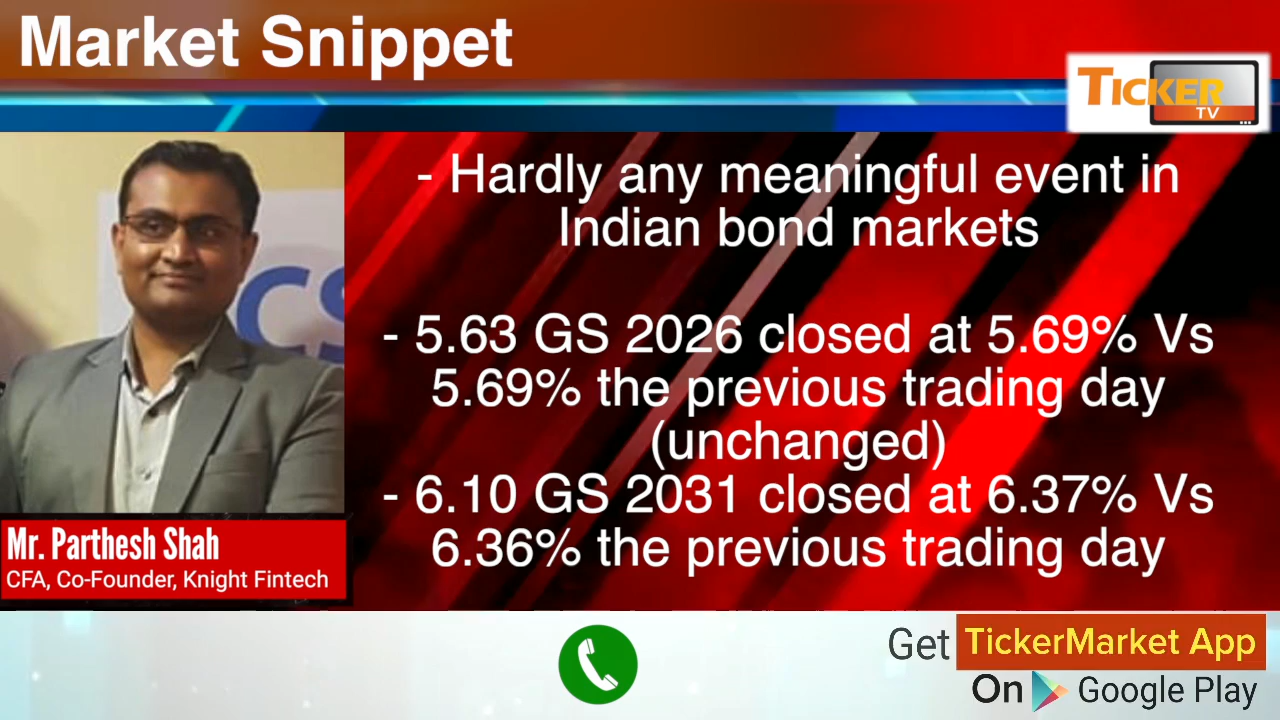 Market Snippet
TICKER
TV
- Hardly any meaningful event in
Indian bond markets
- 5.63 GS 2026 closed at 5.69% Vs
5.69% the previous trading day
(unchanged)
- 6.10 GS 2031 closed at 6.37% Vs
6.36% the previous trading day
CS
Mr. Parthesh Shah
CFA, Co-Founder, Knight Fintech
Get TickerMarket App
On Google Play